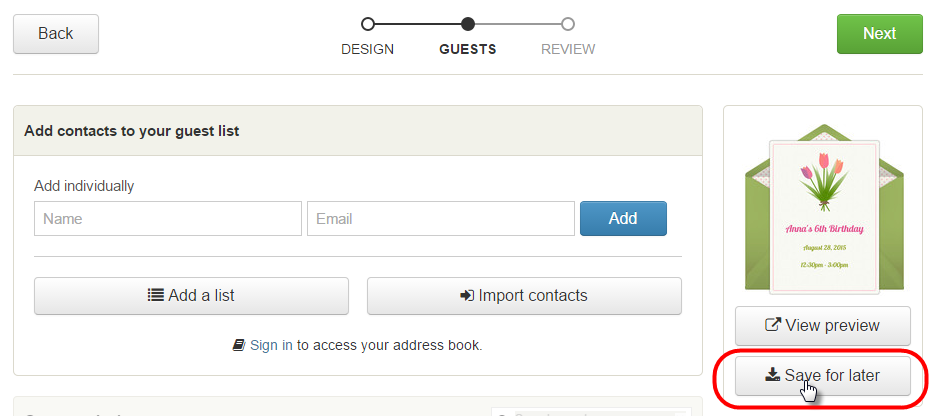 Back
DESIGN GUESTS REVIEW
Next
Add contacts to your guest list
Add individually
Name Email Add
Add a list Import contacts
Sign in to access your address book.
Anna's 6th Birthday
August 28, 2015
12:30pm - 3:00pm
View preview
Save for later